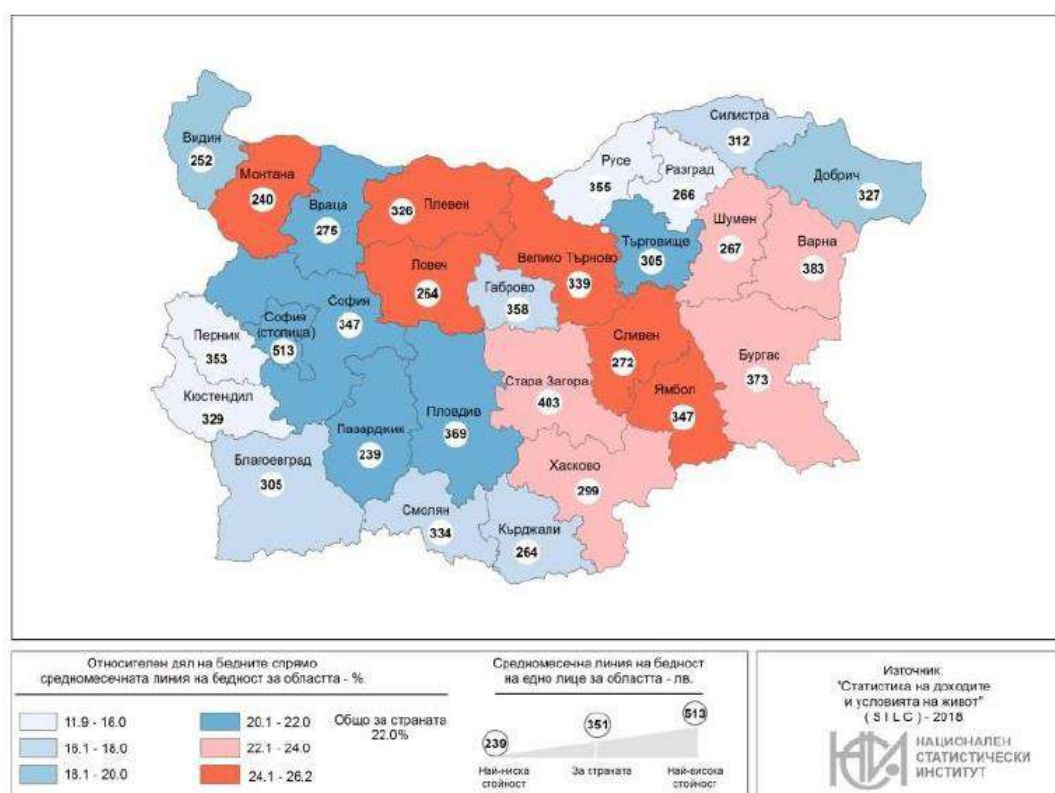 Силистра
312
Видин
252
Русе
355
Разград
266
Добрич
327
Монтана
240
Враца
275
326
Плевен
Шумен
267
Варна
383
Търговище
305
Ловеч
264
Велико Търново
339
Габрово
358
София
347
София
(столица)
513
Перник
353
Сливен
272
Бургас
373
Кюстендил
329
Стара Загора
403
Ямбол
347
Пловдив
369
Пазарджик
239
Благоевград
305
Хасково
299
Смолян
334
Кърджали
264
Относителен дял на бедните спрямо
средномесечната линия на бедност за областта - %
11.9 - 16.0
16.1 - 18.0
18.1 - 20.0
20.1 - 22.0
22.1 - 24.0
24.1 - 26.2
Общо за страната
22.0%
Средномесечна линия на бедност
на едно лице за областта - лв.
239
351
513
Най-ниска
стойност
За страната
Най-висока
стойност
Източник:
"Статистика на доходите
и условията на живот"
( S I L C ) - 2018
НСИ
НАЦИОНАЛЕН
СТАТИСТИЧЕСКИ
ИНСТИТУТ